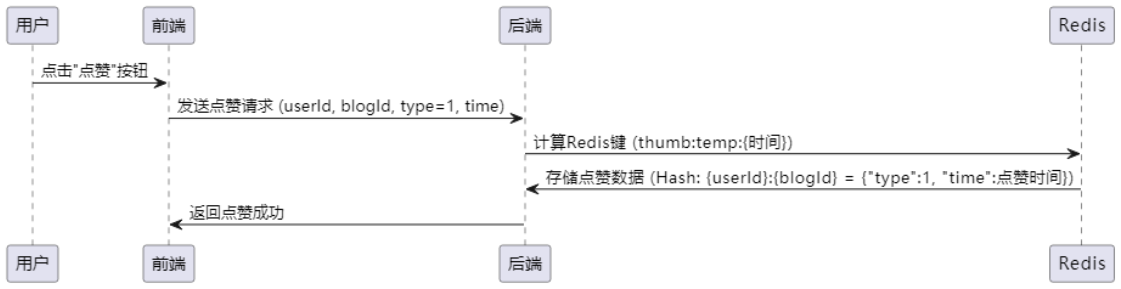 用户
前端
后端
Redis
点击"点赞"按钮
发送点赞请求 (userId, blogId, type=1, time)
计算Redis键 (thumb:temp:{时间})
存储点赞数据 (Hash: {userId}:{blogId} = {"type":1, "time":点赞时间})
返回点赞成功
用户
前端
后端
Redis